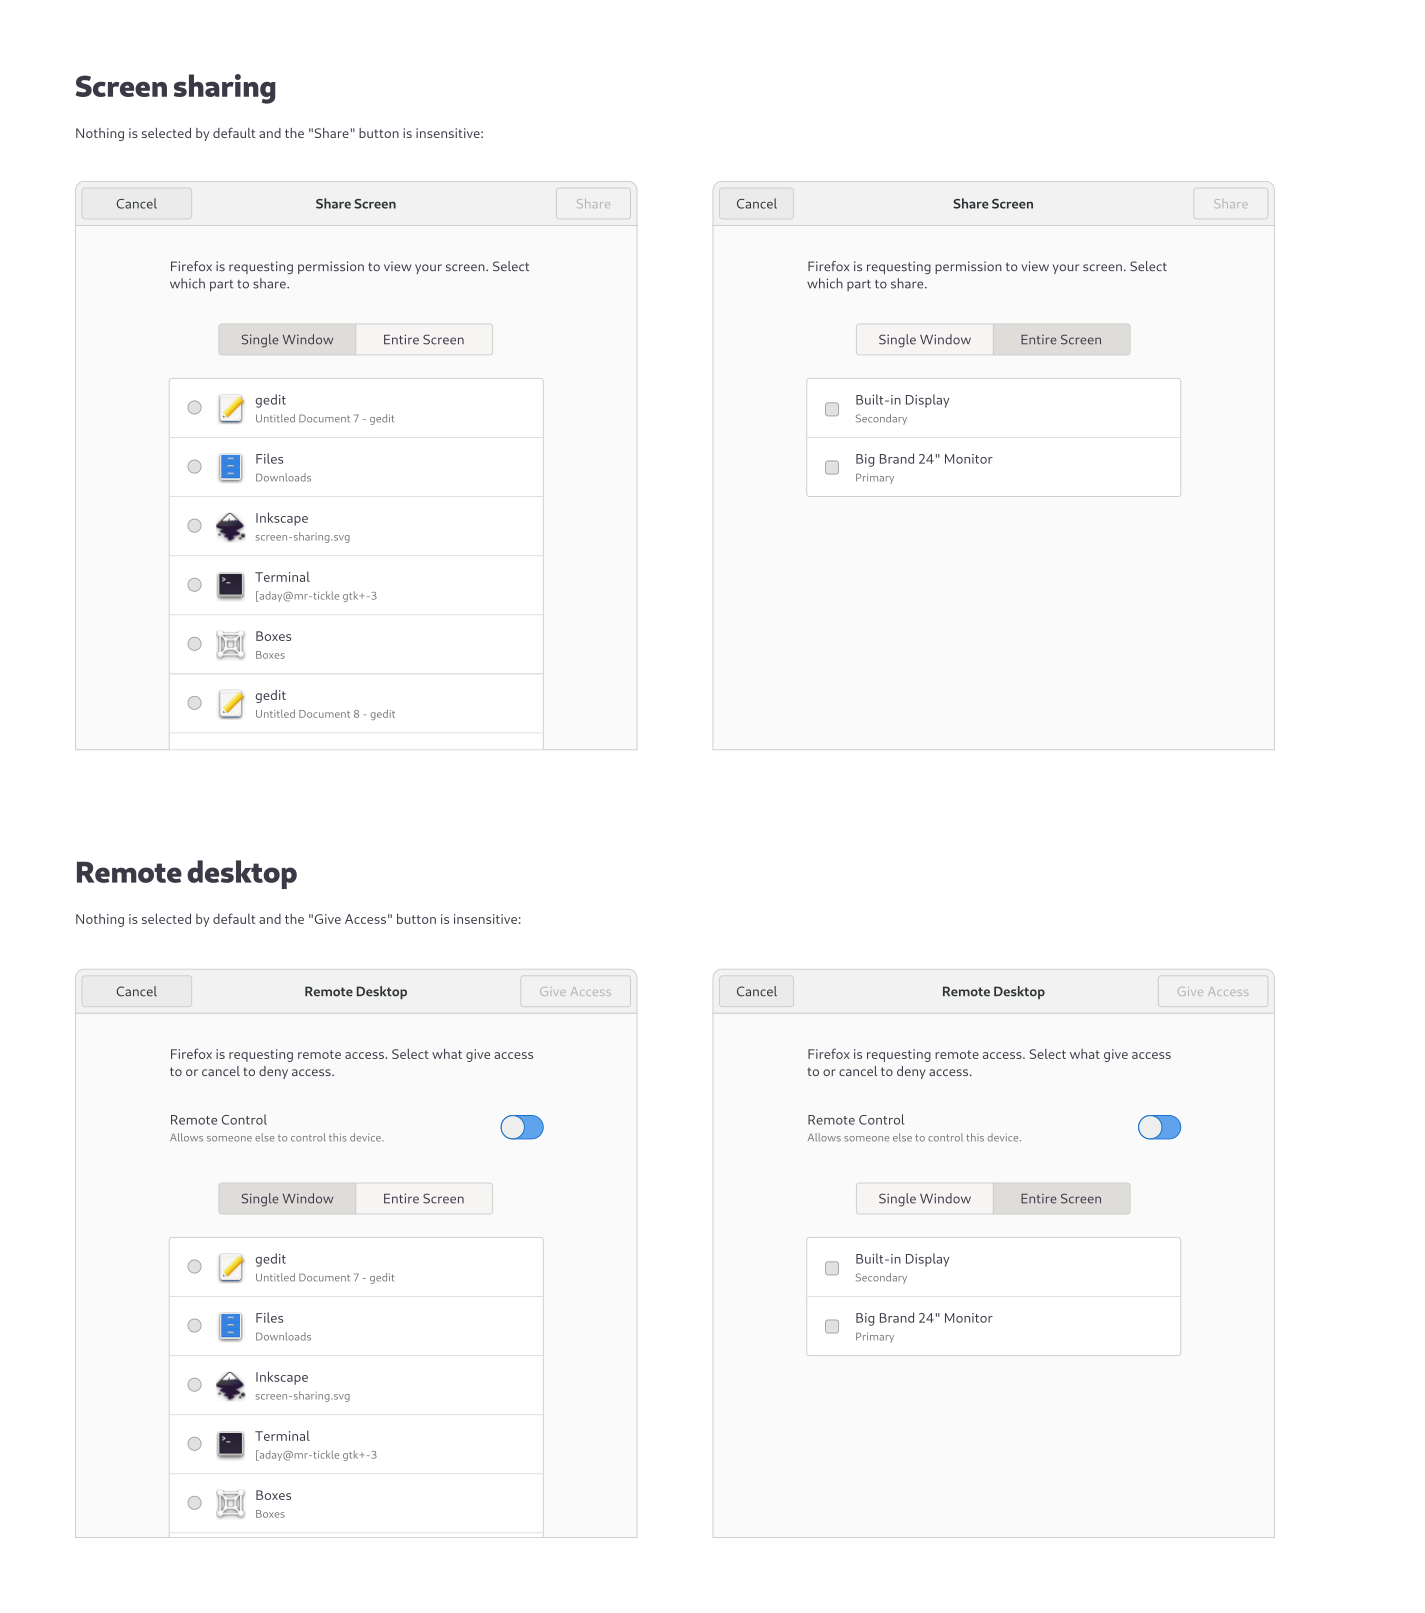 Screen sharing
Nothing is selected by default and the "Share" button is insensitive:
Cancel
Share Screen
Share
Firefox is requesting permission to view your screen. Select
which part to share.
Single Window
Entire Screen
gedit
Untitled Document 7 - gedit
Files
Downloads
Inkscape
screen-sharing.svg
Terminal
[aday@mr-tickle gtk+-3
Boxes
Boxes
gedit
Untitled Document 8 - gedit
Cancel
Share Screen
Share
Firefox is requesting permission to view your screen. Select
which part to share.
Single Window
Entire Screen
Built-in Display
Secondary
Big Brand 24" Monitor
Primary
Remote desktop
Nothing is selected by default and the "Give Access" button is insensitive:
Cancel
Remote Desktop
Give Access
Firefox is requesting remote access. Select what give access
to or cancel to deny access.
Remote Control
Allows someone else to control this device.
Single Window
Entire Screen
gedit
Untitled Document 7 - gedit
Files
Downloads
Inkscape
screen-sharing.svg
Terminal
[aday@mr-tickle gtk+-3
Boxes
Boxes
Cancel
Remote Desktop
Give Access
Firefox is requesting remote access. Select what give access
to or cancel to deny access.
Remote Control
Allows someone else to control this device.
Single Window
Entire Screen
Built-in Display
Secondary
Big Brand 24" Monitor
Primary